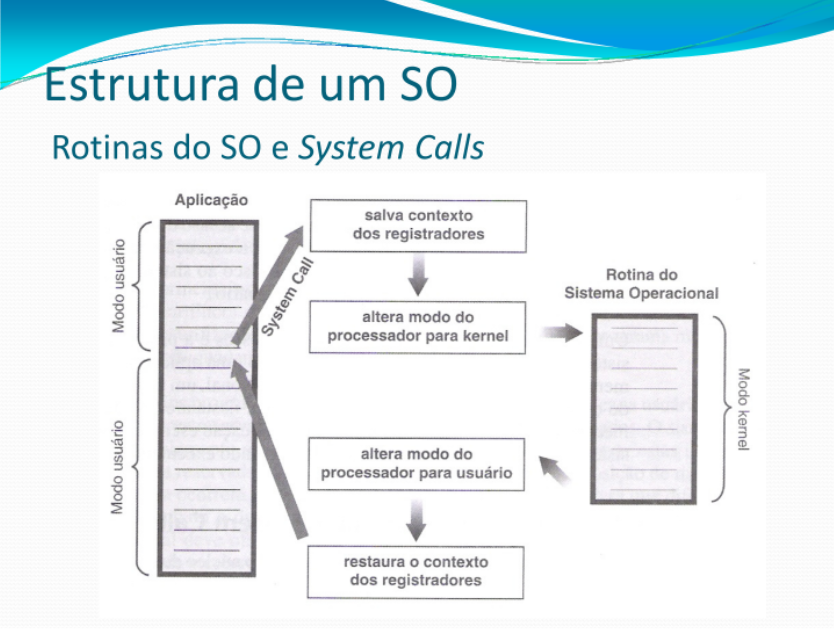 Estrutura de um SO
Rotinas do SO e System Calls
Aplicação
Modo usuário
Modo usuário
System Call
salva contexto
dos registradores
altera modo do
processador para kernel
Rotina do
Sistema Operacional
Modo kernel
altera modo do
processador para usuário
restaura o contexto
dos registradores